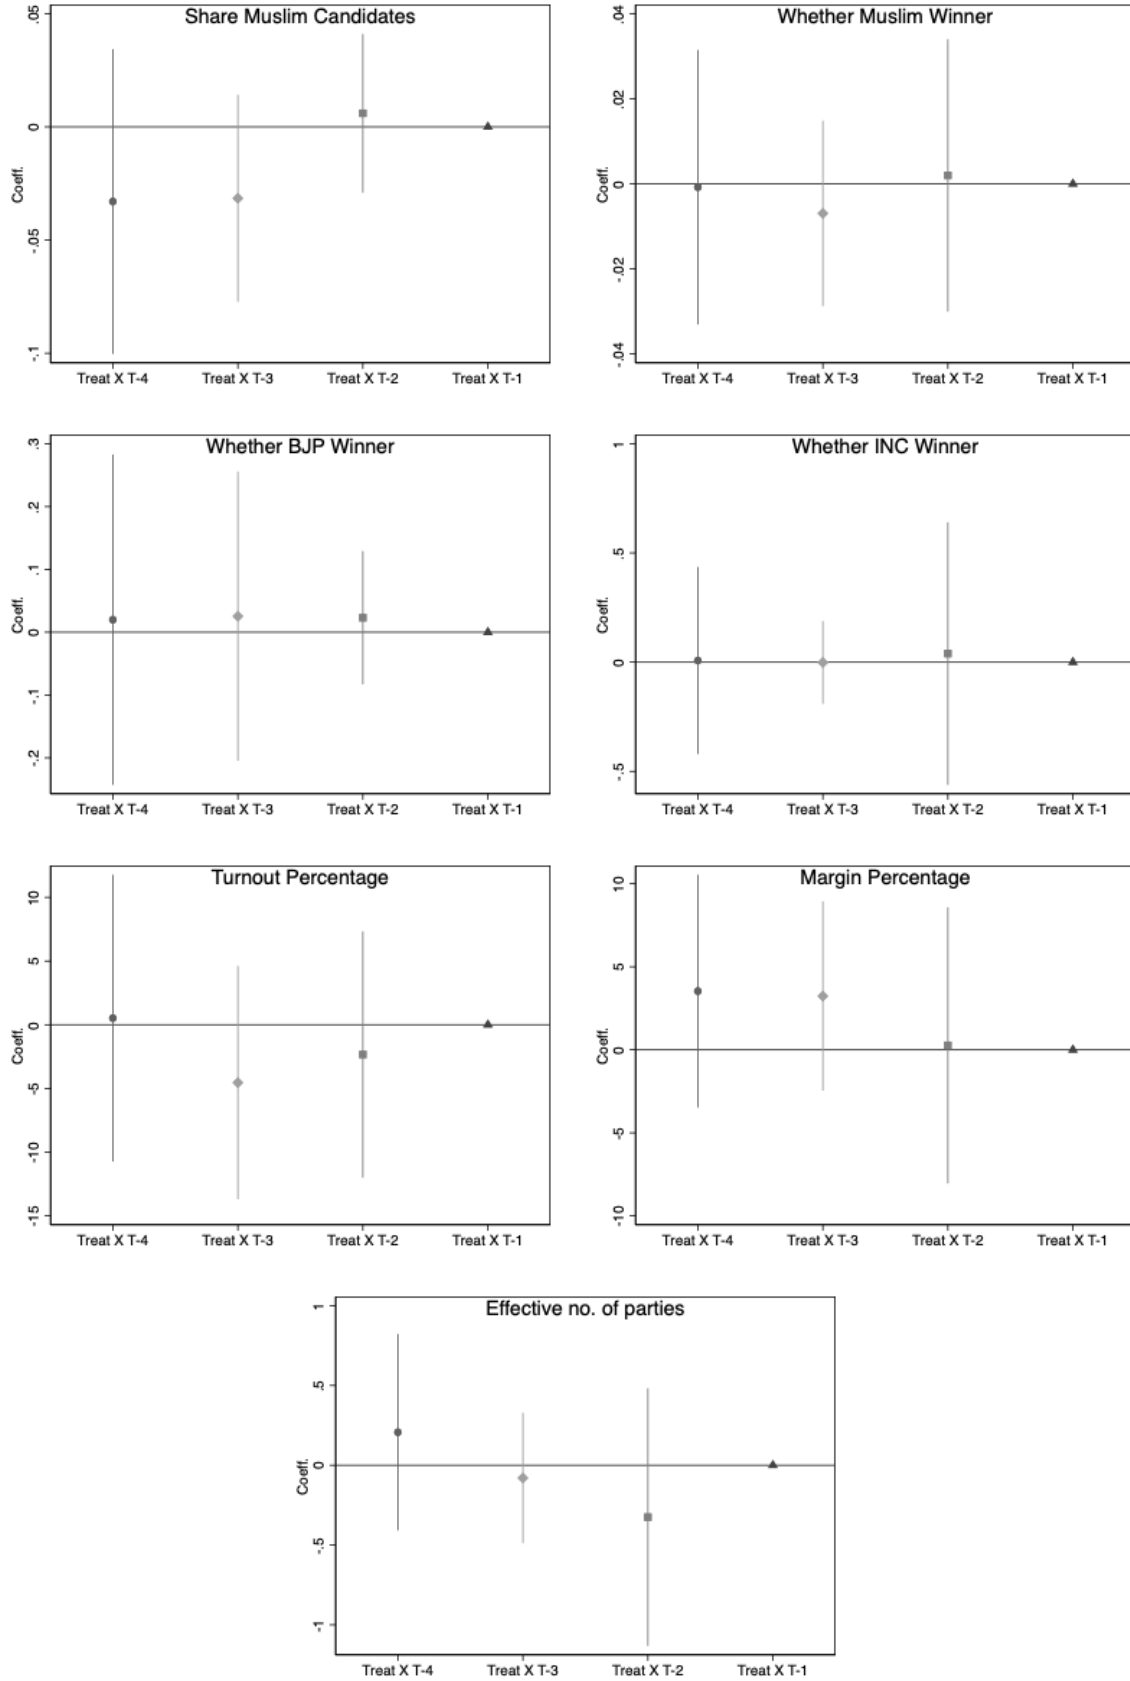 Share Muslim Candidates
.05
0
-.05
-.1
Coeff.
Treat X T-4 Treat X T-3 Treat X T-2 Treat X T-1
Whether Muslim Winner
.04
.02
0
-.02
-.04
Coeff.
Treat X T-4 Treat X T-3 Treat X T-2 Treat X T-1
Whether BJP Winner
.3
.2
.1
0
-.1
-.2
Coeff.
Treat X T-4 Treat X T-3 Treat X T-2 Treat X T-1
Whether INC Winner
1
.5
0
-.5
Coeff.
Treat X T-4 Treat X T-3 Treat X T-2 Treat X T-1
Turnout Percentage
10
5
0
-5
-10
-15
Coeff.
Treat X T-4 Treat X T-3 Treat X T-2 Treat X T-1
Margin Percentage
10
5
0
-5
-10
Coeff.
Treat X T-4 Treat X T-3 Treat X T-2 Treat X T-1
Effective no. of parties
1
.5
0
-.5
-1
Coeff.
Treat X T-4 Treat X T-3 Treat X T-2 Treat X T-1